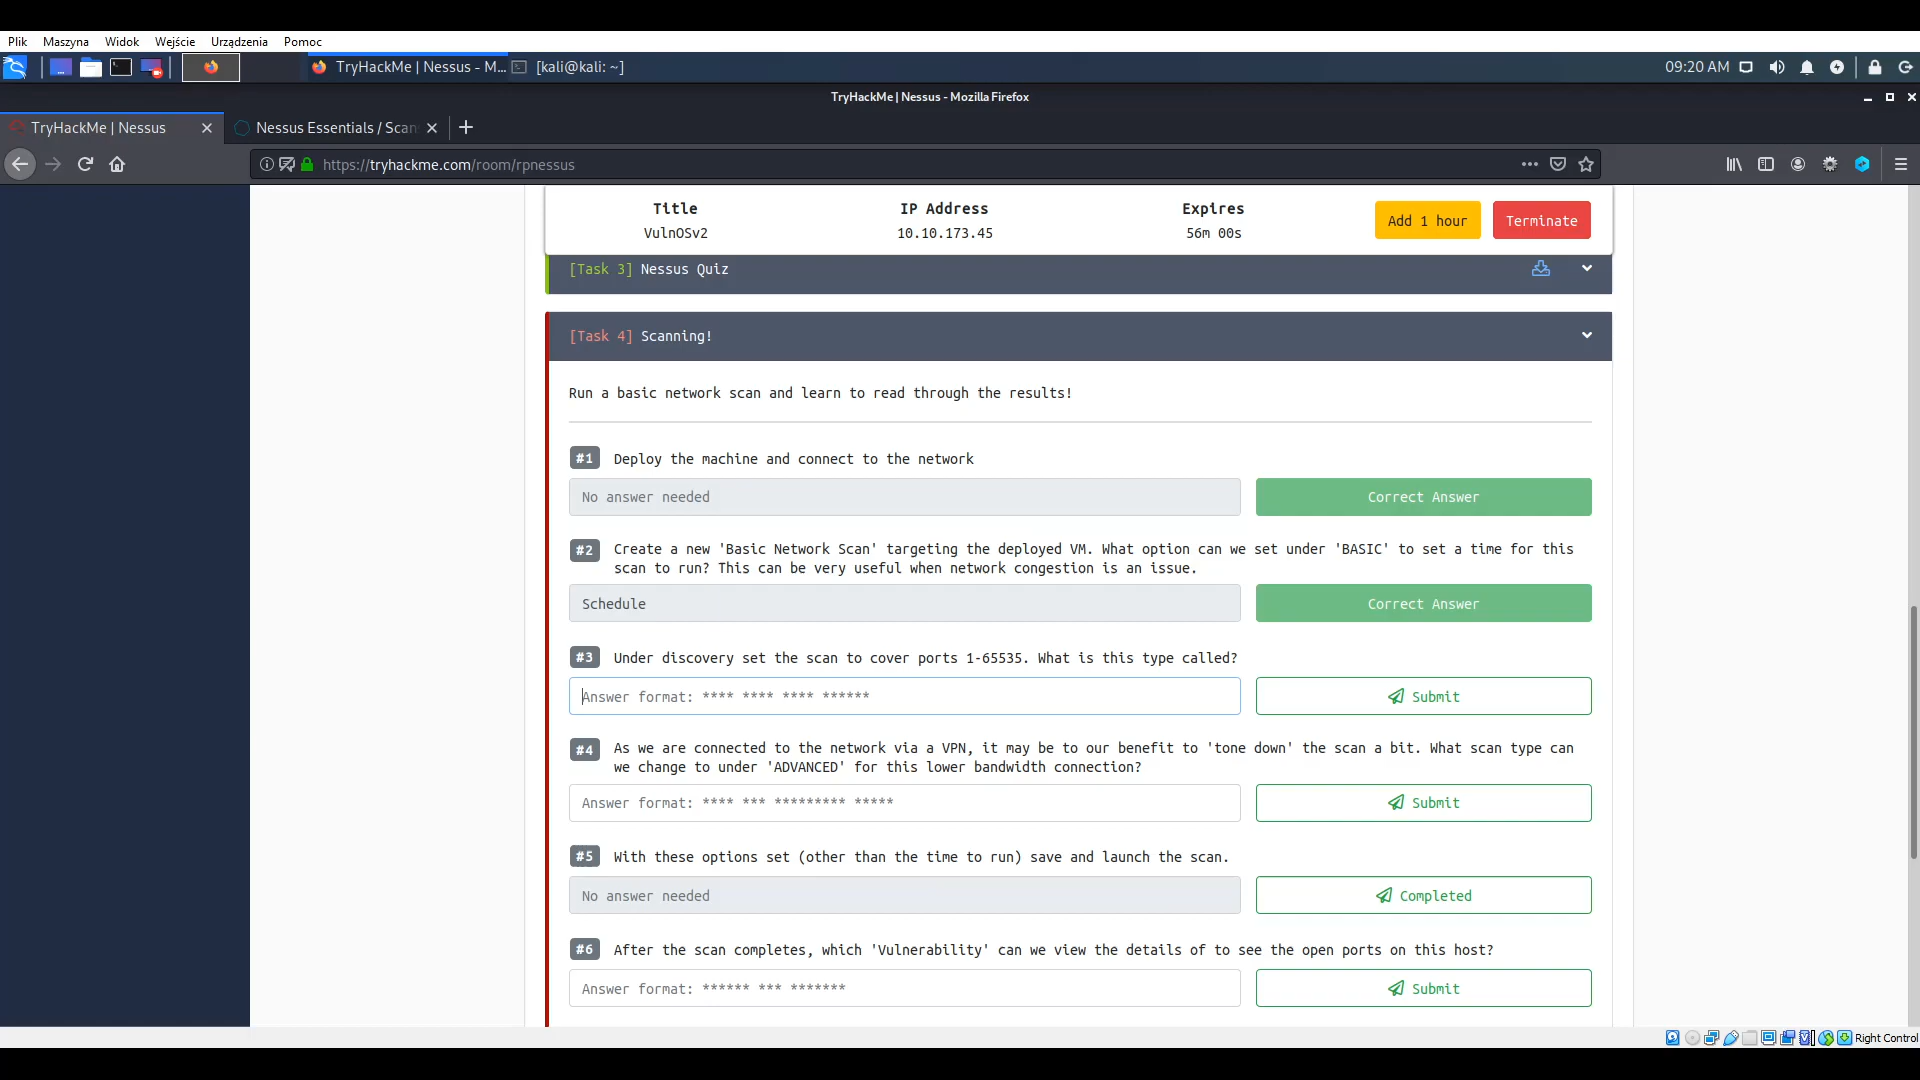 Plik Maszyna Widok Wejście Urządzenia Pomoc
TryHackMe | Nessus - M... [kali@kali: ~] 09:20 AM
TryHackMe | Nessus - Mozilla Firefox
TryHackMe | Nessus Nessus Essentials / Scan
https://tryhackme.com/room/rpnessus
Title IP Address Expires
VulnOSv2 10.10.173.45 56m 00s Add 1 hour Terminate
[Task 3] Nessus Quiz
[Task 4] Scanning!
Run a basic network scan and learn to read through the results!
#1 Deploy the machine and connect to the network
No answer needed Correct Answer
#2 Create a new 'Basic Network Scan' targeting the deployed VM. What option can we set under 'BASIC' to set a time for this
scan to run? This can be very useful when network congestion is an issue.
Schedule Correct Answer
#3 Under discovery set the scan to cover ports 1-65535. What is this type called?
Answer format: **** **** **** ****** Submit
#4 As we are connected to the network via a VPN, it may be to our benefit to 'tone down' the scan a bit. What scan type can
we change to under 'ADVANCED' for this lower bandwidth connection?
Answer format: **** *** ********* ***** Submit
#5 With these options set (other than the time to run) save and launch the scan.
No answer needed Completed
#6 After the scan completes, which 'Vulnerability' can we view the details of to see the open ports on this host?
Answer format: ****** *** ******* Submit
Right Control